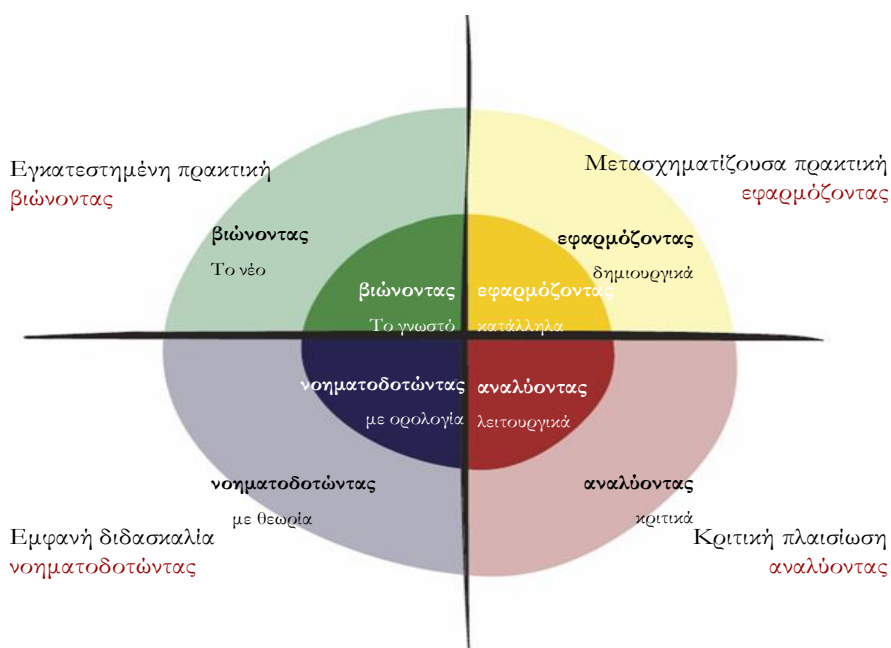 Εγκατεστημένη πρακτική
βιώνοντας
Μετασχηματίζουσα πρακτική
εφαρμόζοντας
βιώνοντας
Το νέο
εφαρμόζοντας
δημιουργικά
βιώνοντας
Το γνωστό
εφαρμόζοντας
κατάλληλα
νοηματοδοτώντας
με ορολογία
αναλύοντας
λειτουργικά
νοηματοδοτώντας
με θεωρία
αναλύοντας
κριτικά
Εμφανή διδασκαλία
νοηματοδοτώντας
Κριτική πλαισίωση
αναλύοντας